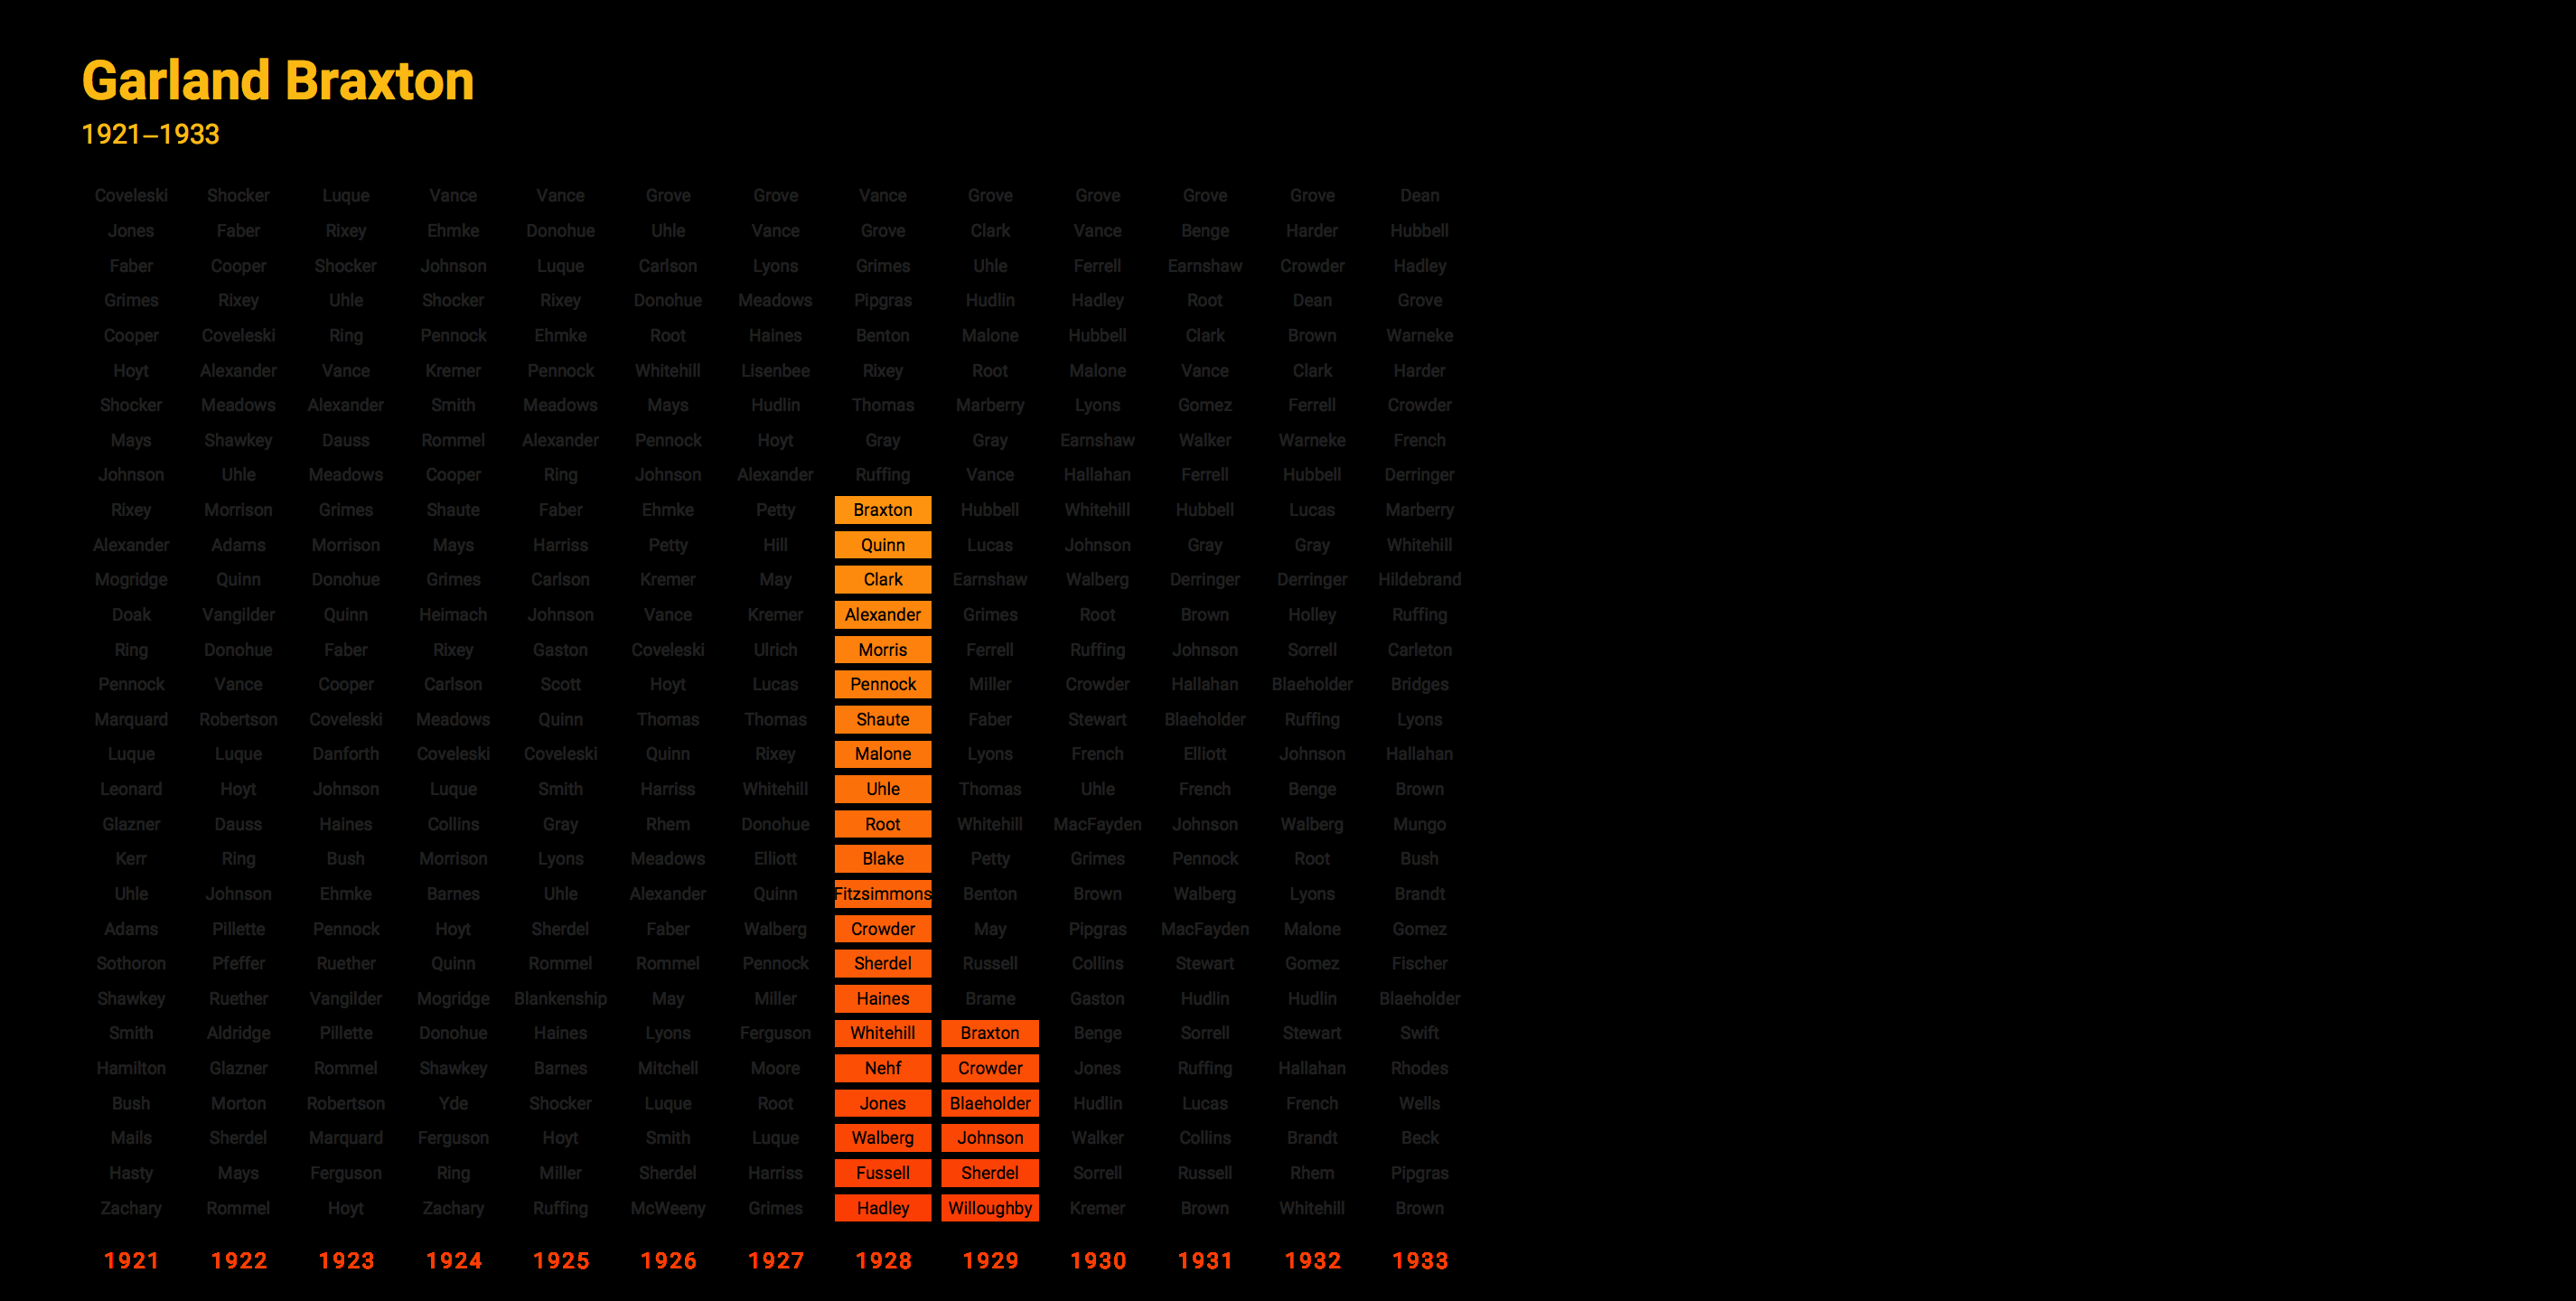 Garland Braxton
1921–1933
Coveleski Shocker Luque Vance Vance Grove Grove Vance Grove Grove Grove Grove Dean
Jones Faber Rixey Ehmke Donohue Uhle Vance Grove Clark Vance Benge Harder Hubbell
Faber Cooper Shocker Johnson Luque Carlson Lyons Grimes Uhle Ferrell Earnshaw Crowder Hadley
Grimes Rixey Uhle Shocker Rixey Donohue Meadows Pipgras Hudlin Hadley Root Dean Grove
Cooper Coveleski Ring Pennock Ehmke Root Haines Benton Malone Hubbell Clark Brown Warneke
Hoyt Alexander Vance Kremer Pennock Whitehill Lisenbee Rixey Root Malone Vance Clark Harder
Shocker Meadows Alexander Smith Meadows Mays Hudlin Thomas Marberry Lyons Gomez Ferrell Crowder
Mays Shawkey Dauss Rommel Alexander Pennock Hoyt Gray Gray Earnshaw Walker Warneke French
Johnson Uhle Meadows Cooper Ring Johnson Alexander Ruffing Vance Hallahan Ferrell Hubbell Derringer
Rixey Morrison Grimes Shaute Faber Ehmke Petty Braxton Hubbell Whitehill Hubbell Lucas Marberry
Alexander Adams Morrison Mays Harriss Petty Hill Quinn Lucas Johnson Gray Gray Whitehill
Mogridge Quinn Donohue Grimes Carlson Kremer May Clark Earnshaw Walberg Derringer Derringer Hildebrand
Doak Vangilder Quinn Heimach Johnson Vance Kremer Alexander Grimes Root Brown Holley Ruffing
Ring Donohue Faber Rixey Gaston Coveleski Ulrich Morris Ferrell Ruffing Johnson Sorrell Carleton
Pennock Vance Cooper Carlson Scott Hoyt Lucas Pennock Miller Crowder Hallahan Blaeholder Bridges
Marquard Robertson Coveleski Meadows Quinn Thomas Thomas Shaute Faber Stewart Blaeholder Ruffing Lyons
Luque Luque Danforth Coveleski Coveleski Quinn Rixey Malone Lyons French Elliott Johnson Hallahan
Leonard Hoyt Johnson Luque Smith Harriss Whitehill Uhle Thomas Uhle French Benge Brown
Glazner Dauss Haines Collins Gray Rhem Donohue Root Whitehill MacFayden Johnson Walberg Mungo
Kerr Ring Bush Morrison Lyons Meadows Elliott Blake Petty Grimes Pennock Root Bush
Uhle Johnson Ehmke Barnes Uhle Alexander Quinn Fitzsimmons Benton Brown Walberg Lyons Brandt
Adams Pillette Pennock Hoyt Sherdel Faber Walberg Crowder May Pipgras MacFayden Malone Gomez
Sothoron Pfeffer Ruether Quinn Rommel Rommel Pennock Sherdel Russell Collins Stewart Gomez Fischer
Shawkey Ruether Vangilder Mogridge Blankenship May Miller Haines Brame Gaston Hudlin Hudlin Blaeholder
Smith Aldridge Pillette Donohue Haines Lyons Ferguson Whitehill Braxton Benge Sorrell Stewart Swift
Hamilton Glazner Rommel Shawkey Barnes Mitchell Moore Nehf Crowder Jones Ruffing Hallahan Rhodes
Bush Morton Robertson Yde Shocker Luque Root Jones Blaeholder Hudlin Lucas French Wells
Mails Sherdel Marquard Ferguson Hoyt Smith Luque Walberg Johnson Walker Collins Brandt Beck
Hasty Mays Ferguson Ring Miller Sherdel Harriss Fussell Sherdel Sorrell Russell Rhem Pipgras
Zachary Rommel Hoyt Zachary Ruffing McWeeny Grimes Hadley Willoughby Kremer Brown Whitehill Brown
1921 1922 1923 1924 1925 1926 1927 1928 1929 1930 1931 1932 1933